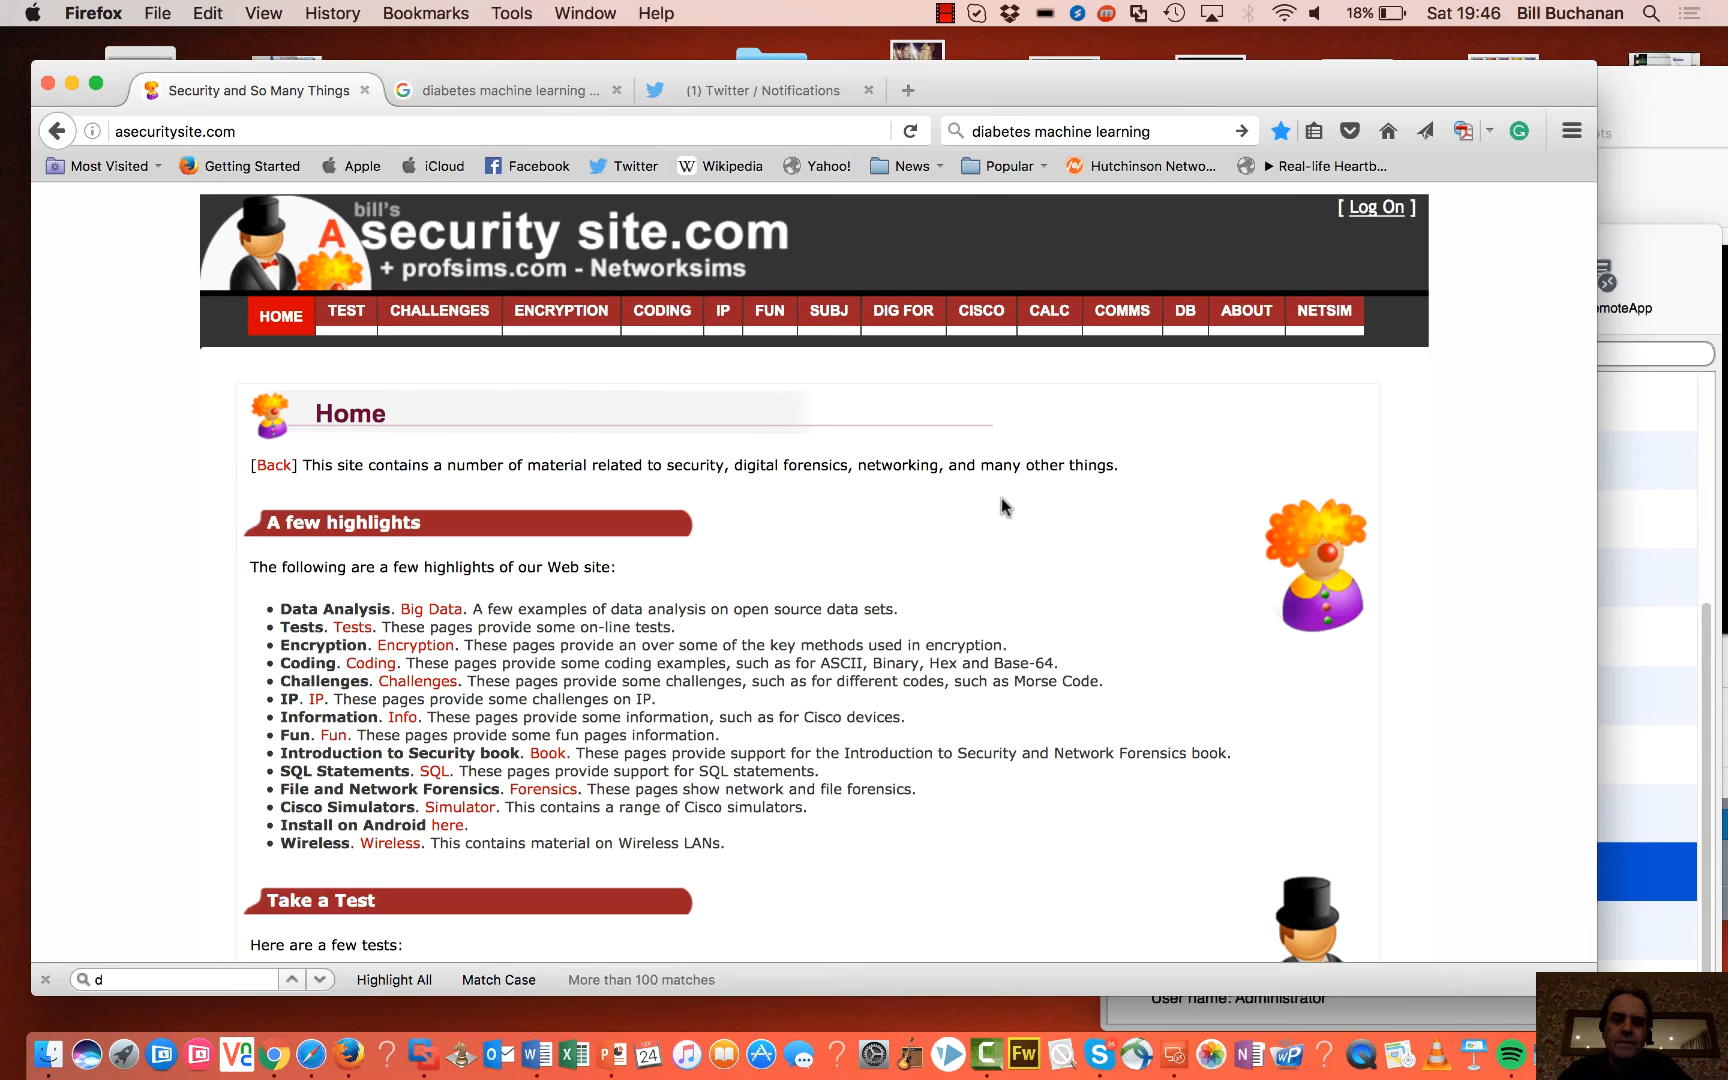 Firefox File Edit View History Bookmarks Tools Window Help 18% Sat 19:46 Bill Buchanan
Security and So Many Things diabetes machine learning ... (1) Twitter / Notifications
asecuritysite.com diabetes machine learning
Most Visited Getting Started Apple iCloud Facebook Twitter Wikipedia Yahoo! News Popular Hutchinson Netwo... ▶ Real-life Heartb...
[ Log On ]
bill's
A security site.com
+ profsims.com - Networksims
emoteApp
HOME TEST CHALLENGES ENCRYPTION CODING IP FUN SUBJ DIG FOR CISCO CALC COMMS DB ABOUT NETSIM
Home
[Back] This site contains a number of material related to security, digital forensics, networking, and many other things.
A few highlights
The following are a few highlights of our Web site:
• Data Analysis. Big Data. A few examples of data analysis on open source data sets.
• Tests. Tests. These pages provide some on-line tests.
• Encryption. Encryption. These pages provide an over some of the key methods used in encryption.
• Coding. Coding. These pages provide some coding examples, such as for ASCII, Binary, Hex and Base-64.
• Challenges. Challenges. These pages provide some challenges, such as for different codes, such as Morse Code.
• IP. IP. These pages provide some challenges on IP.
• Information. Info. These pages provide some information, such as for Cisco devices.
• Fun. Fun. These pages provide some fun pages information.
• Introduction to Security book. Book. These pages provide support for the Introduction to Security and Network Forensics book.
• SQL Statements. SQL. These pages provide support for SQL statements.
• File and Network Forensics. Forensics. These pages show network and file forensics.
• Cisco Simulators. Simulator. This contains a range of Cisco simulators.
• Install on Android here.
• Wireless. Wireless. This contains material on Wireless LANs.
Take a Test
Here are a few tests:
d Highlight All Match Case More than 100 matches
User name: Administrator
24 Fw